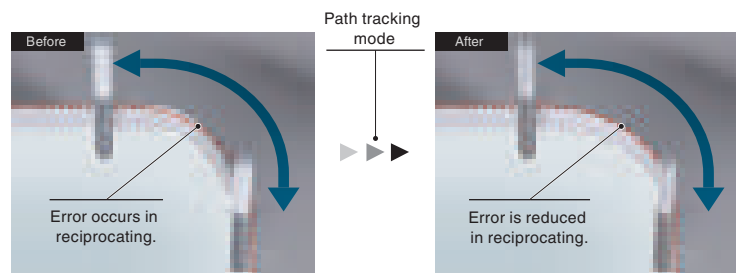 Before
Error occurs in
reciprocating.
Path tracking
mode
After
Error is reduced
in reciprocating.